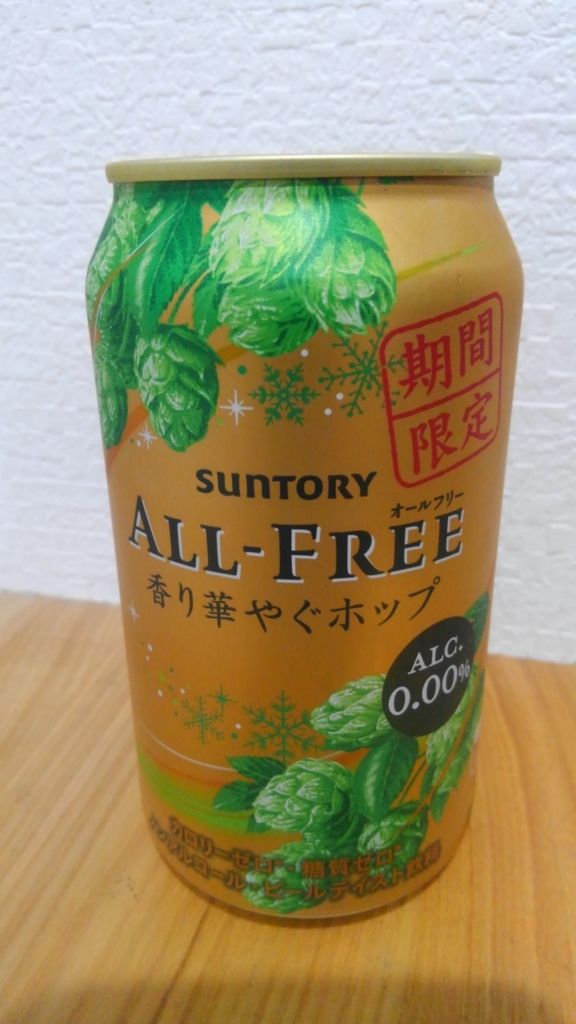 期間
限定
SUNTORY
オールフリー
ALL-FREE
香り華やぐホップ
ALC.
0.00%
カロリーゼロ*・糖質ゼロ*
ノンアルコール・ビールテイスト飲料